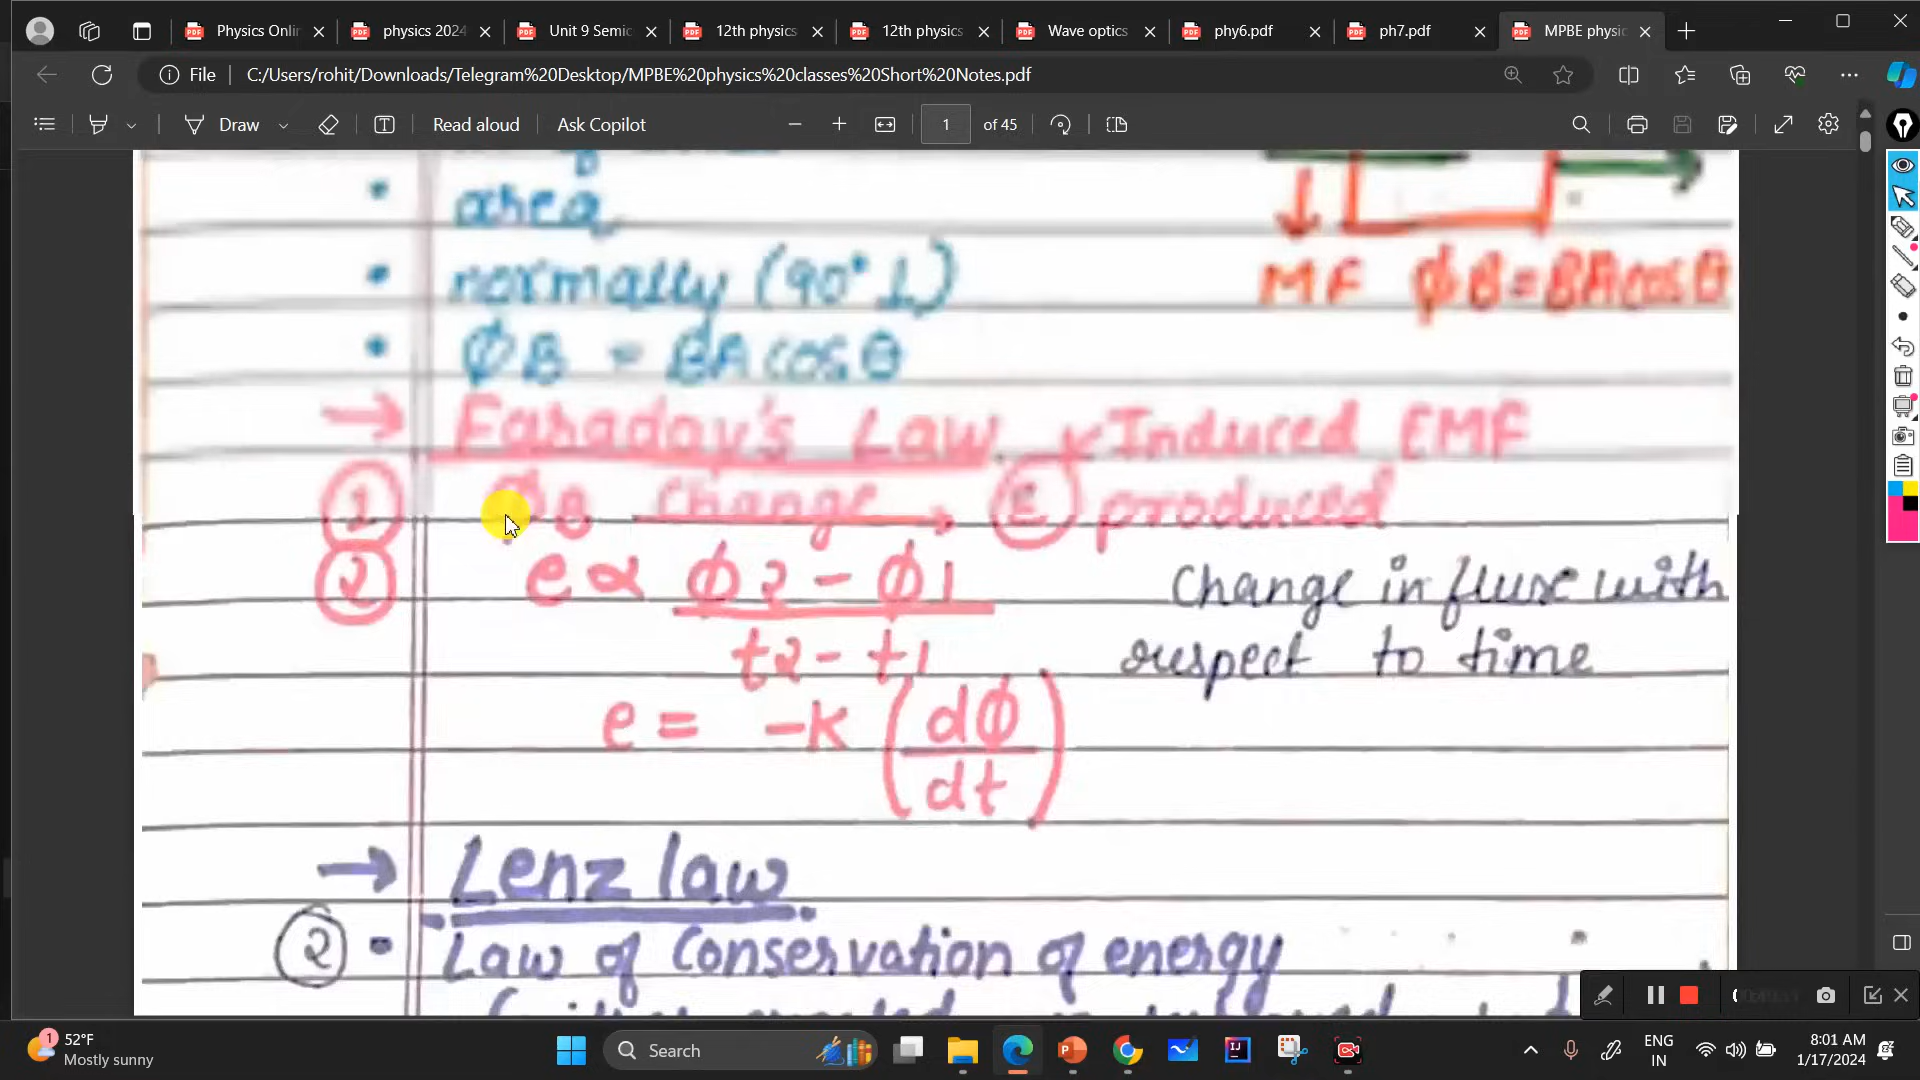 Physics Onlin
physics 2024
Unit 9 Semic
12th physics
12th physics
Wave optics
phy6.pdf
ph7.pdf
MPBE physic
File
C:/Users/rohit/Downloads/Telegram%20Desktop/MPBE%20physics%20classes%20Short%20Notes.pdf
Draw
Read aloud
Ask Copilot
1
of 45
• area
• normally (90° ⊥)
MF ϕB = BA cos θ
• ϕB = BA cos θ
→ Faraday's Law
Induced EMF
① ϕB change → Ⓔ produced
② e ∝ ϕ2 - ϕ1
t2 - t1
Change in fluxe with
respect to time
e = -K (dϕ
dt)
→ Lenz law
② • Law of Conservation of energy
1
52°F
Mostly sunny
Search
ENG
IN
8:01 AM
1/17/2024